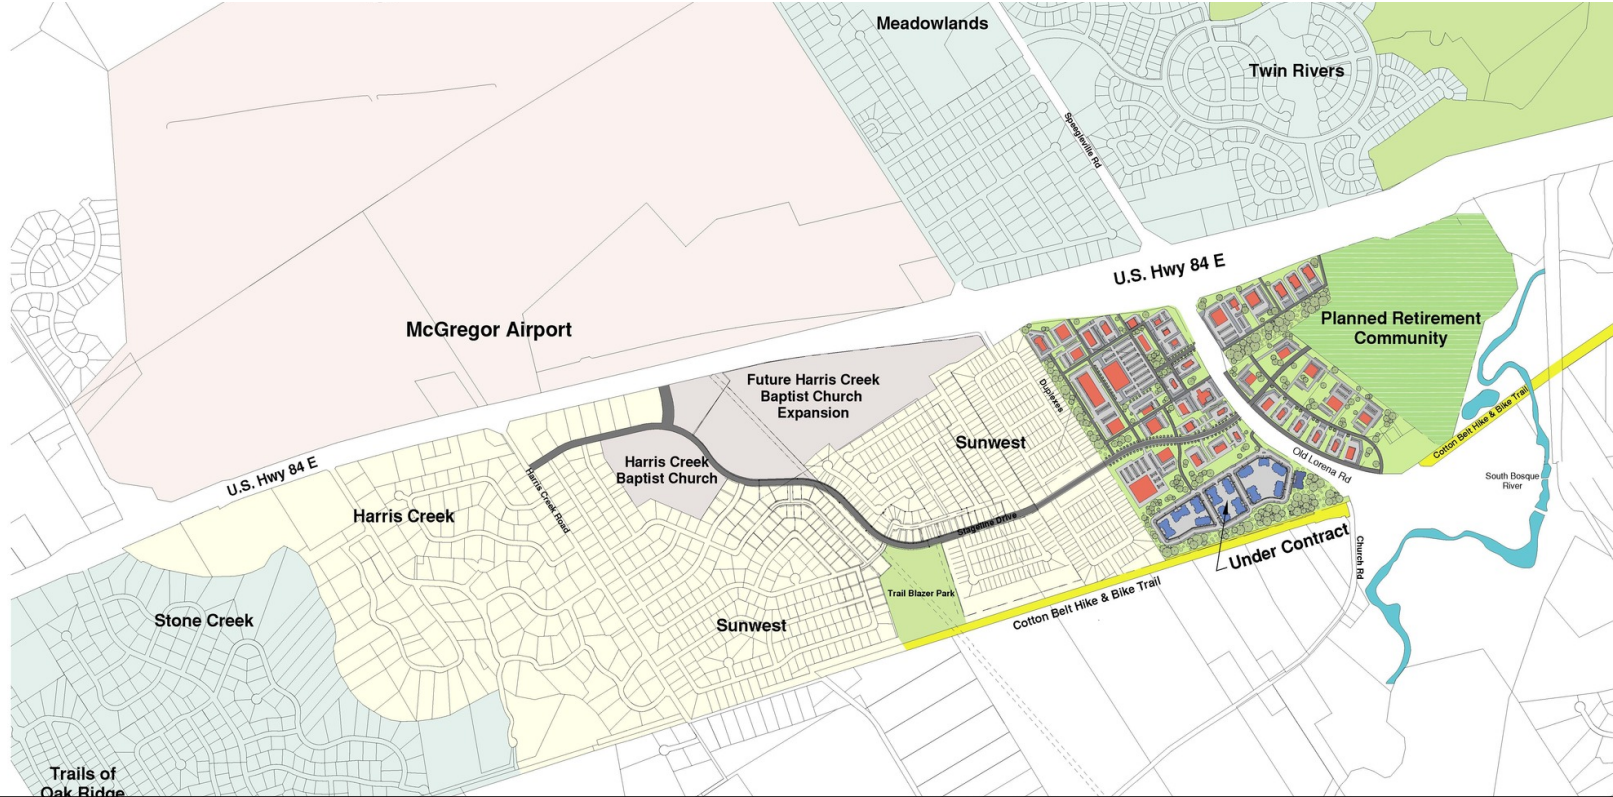 Meadowlands
Twin Rivers
Speegleville Rd
U.S. Hwy 84 E
McGregor Airport
Planned Retirement
Community
Future Harris Creek
Baptist Church
Expansion
Duplexes
Sunwest
Cotton Belt Hike & Bike Trail
Harris Creek
Baptist Church
U.S. Hwy 84 E
Old Lorena Rd
South Bosque
River
Harris Creek Road
Harris Creek
Stageline Drive
Under Contract
Church Rd
Trail Blazer Park
Cotton Belt Hike & Bike Trail
Stone Creek
Sunwest
Trails of
Oak Ridge